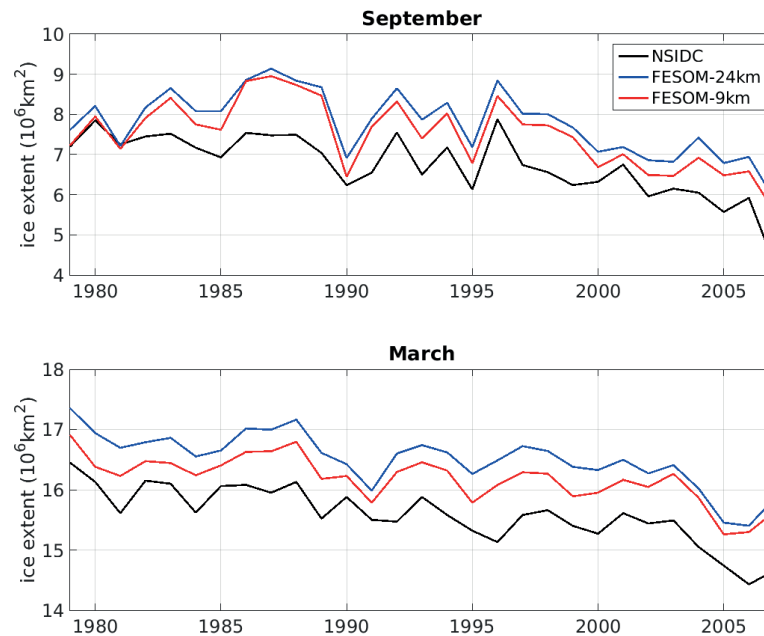 September
ice extent (10⁶km²)
10
9
8
7
6
5
4
NSIDC
FESOM-24km
FESOM-9km
1980 1985 1990 1995 2000 2005
March
ice extent (10⁶km²)
18
17
16
15
14
1980 1985 1990 1995 2000 2005